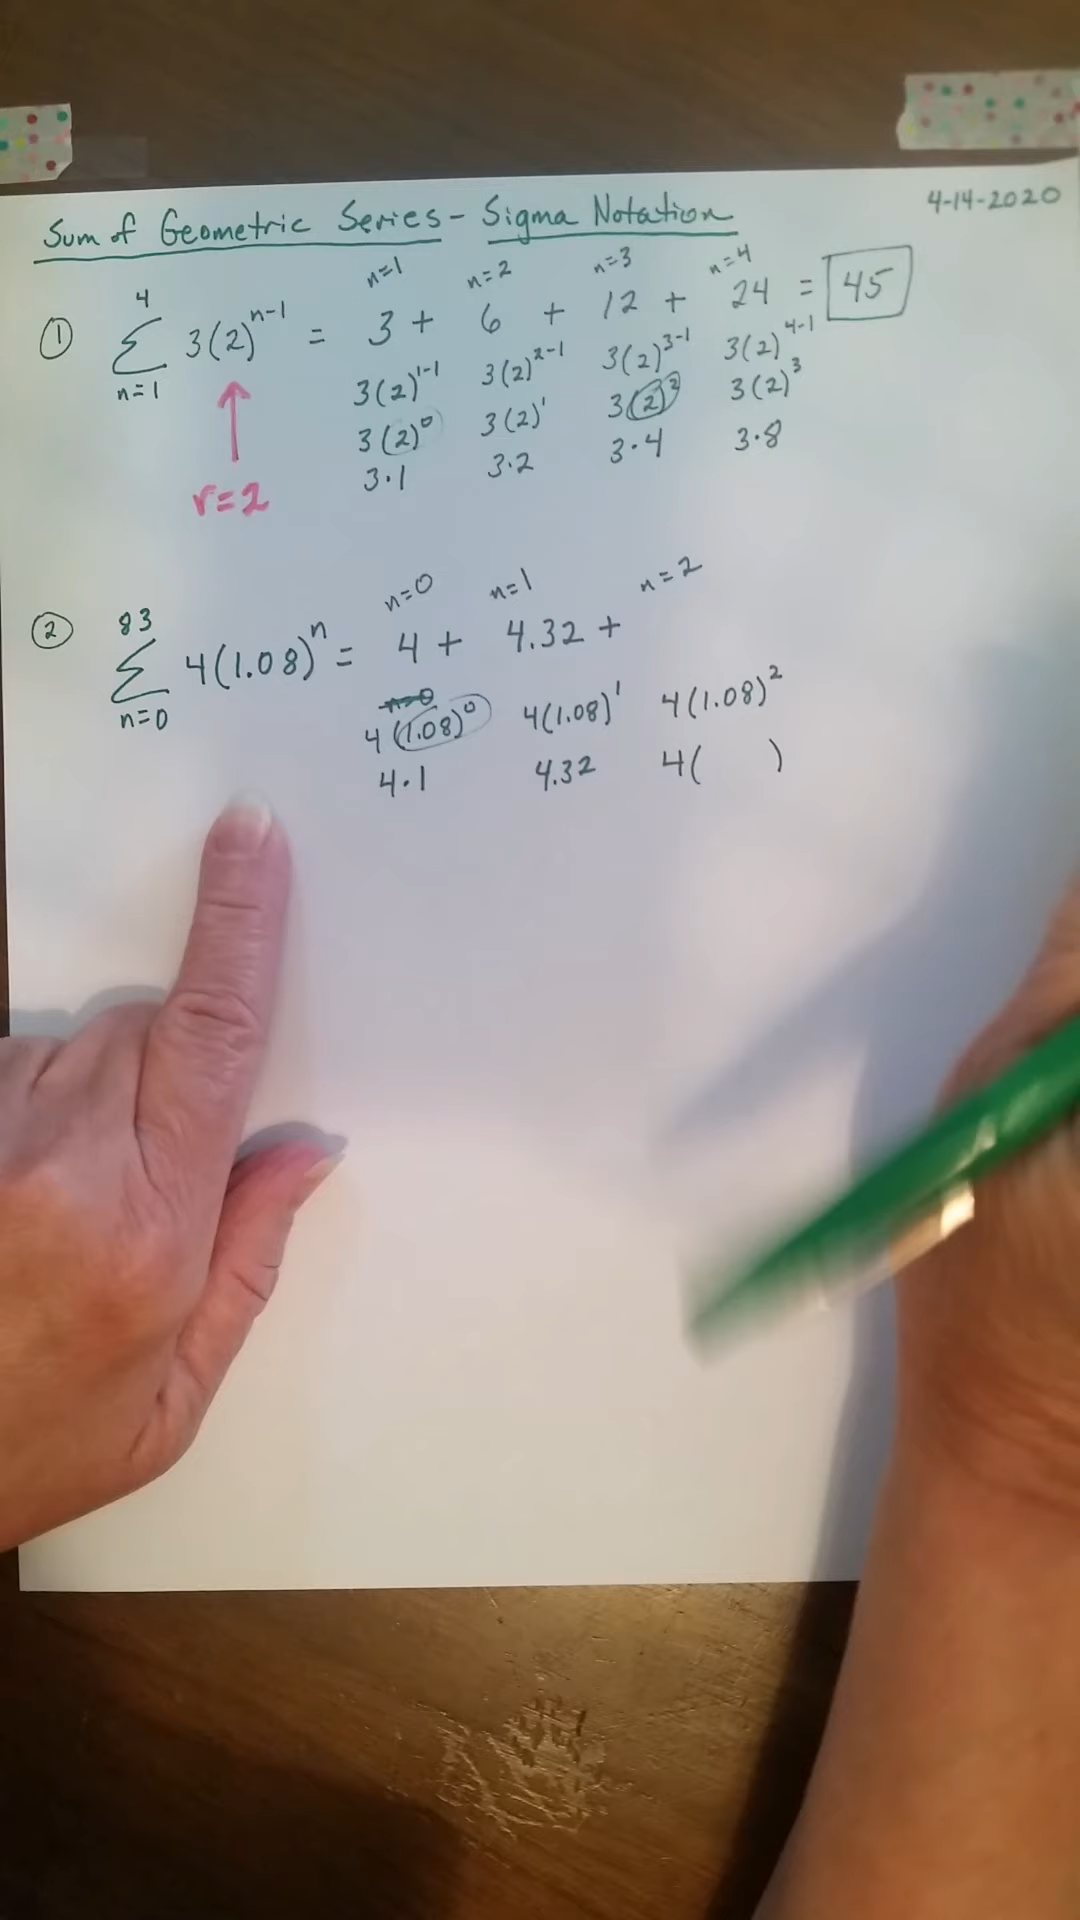 Sum of Geometric Series - Sigma Notation 4-14-2020
n=1 n=2 n=3 n=4
① 4 ∑ n=1 3(2)^{n-1} = 3 + 6 + 12 + 24 = 45
3(2)^{1-1} 3(2)^{2-1} 3(2)^{3-1} 3(2)^{4-1}
3(2)^0 3(2)^1 3(2)^2 3(2)^3
3·1 3·2 3·4 3·8
r=2
n=0 n=1 n=2
② 83 ∑ n=0 4(1.08)^n = 4 + 4.32 +
n=0
4(1.08)^0 4(1.08)^1 4(1.08)^2
4·1 4.32 4( )